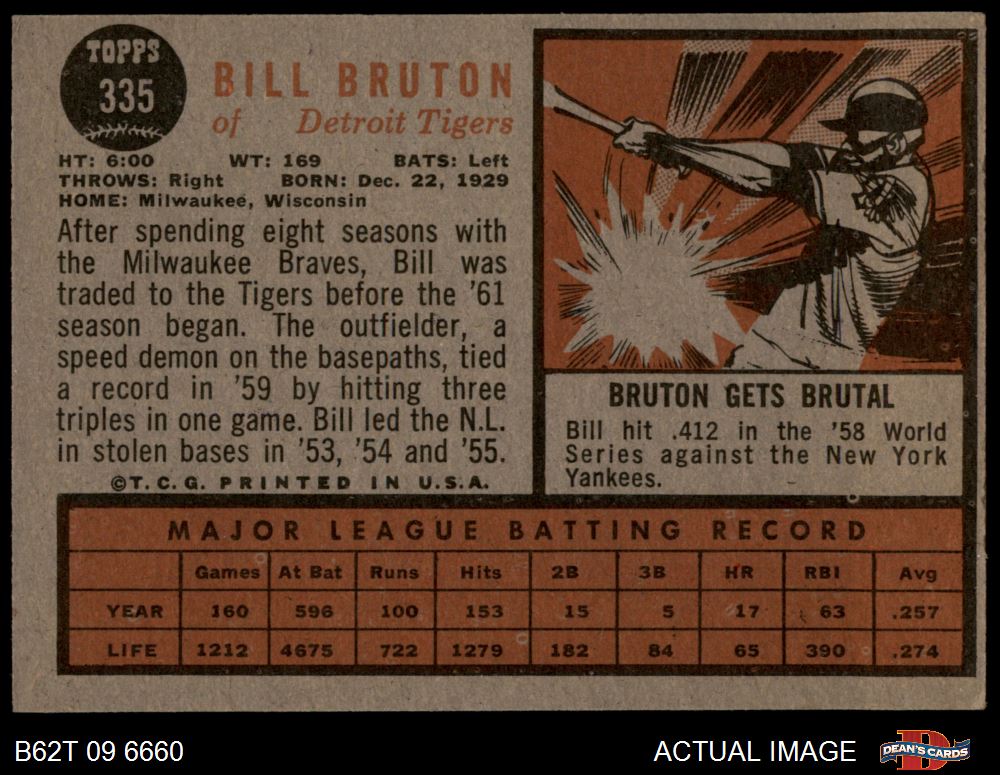 TOPPS
335
BILL BRUTON
of Detroit Tigers
HT: 6:00 WT: 169 BATS: Left
THROWS: Right BORN: Dec. 22, 1929
HOME: Milwaukee, Wisconsin
After spending eight seasons with
the Milwaukee Braves, Bill was
traded to the Tigers before the '61
season began. The outfielder, a
speed demon on the basepaths, tied
a record in '59 by hitting three
triples in one game. Bill led the N.L.
in stolen bases in '53, '54 and '55.
©T.C.G. PRINTED IN U.S.A.
BRUTON GETS BRUTAL
Bill hit .412 in the '58 World
Series against the New York
Yankees.
MAJOR LEAGUE BATTING RECORD
Games At Bat Runs Hits 2B 3B HR RBI Avg
YEAR 160 596 100 153 15 5 17 63 .257
LIFE 1212 4675 722 1279 182 84 65 390 .274
B62T 09 6660 ACTUAL IMAGE DEAN'S CARDS